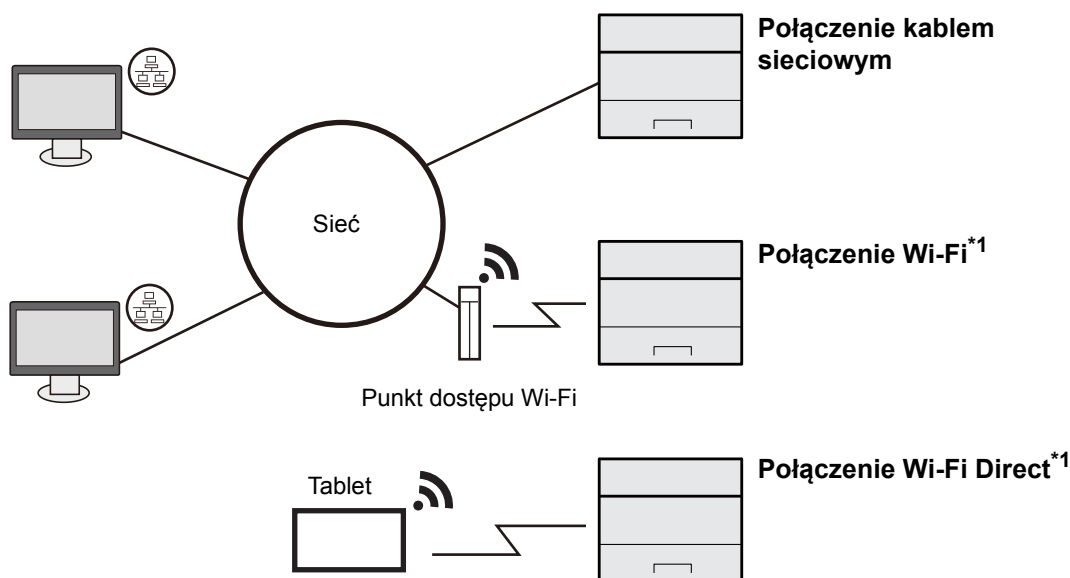 Połączenie kablem
sieciowym
Sieć
Połączenie Wi-Fi*1
Punkt dostępu Wi-Fi
Połączenie Wi-Fi Direct*1
Tablet